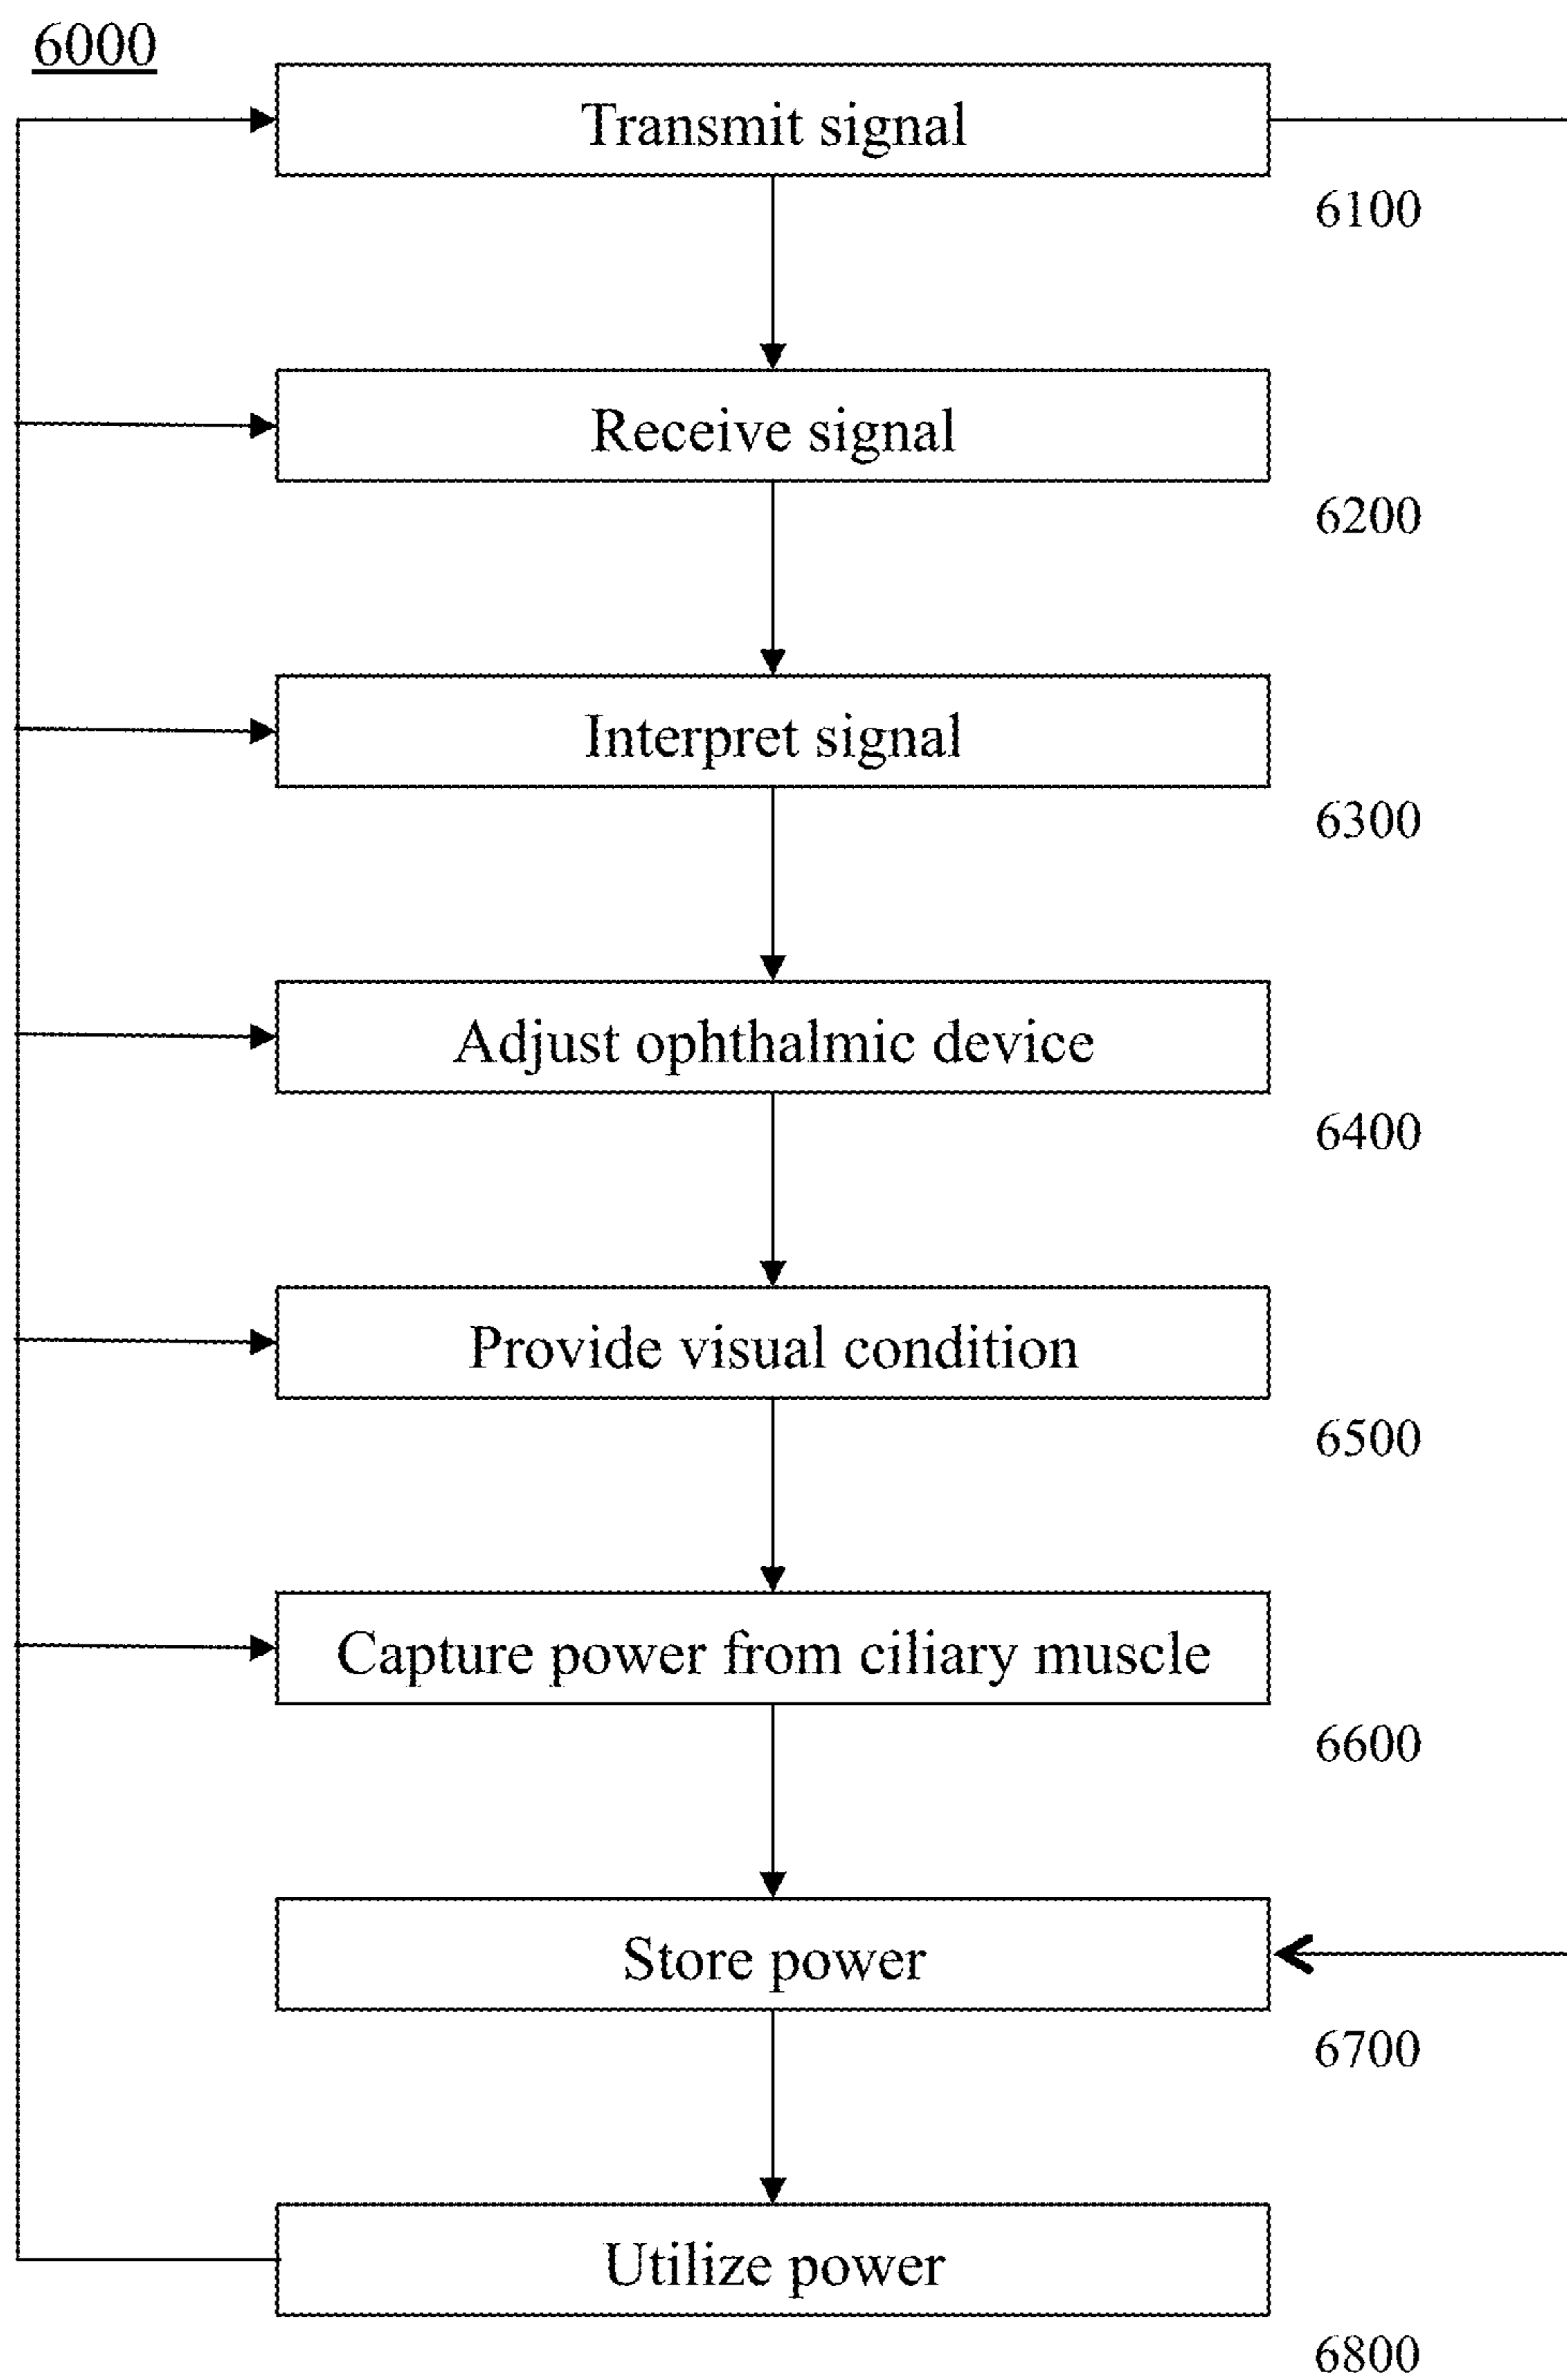 6000
Transmit signal
6100
Receive signal
6200
Interpret signal
6300
Adjust ophthalmic device
6400
Provide visual condition
6500
Capture power from ciliary muscle
6600
Store power
6700
Utilize power
6800